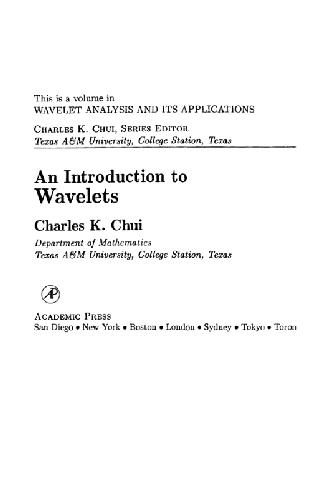 This is a volume in
WAVELET ANALYSIS AND ITS APPLICATIONS
CHARLES K. CHUI, SERIES EDITOR
Texas A&M University, College Station, Texas
An Introduction to
Wavelets
Charles K. Chui
Department of Mathematics
Texas A&M University, College Station, Texas
AP
ACADEMIC PRESS
San Diego • New York • Boston • London • Sydney • Tokyo • Toron